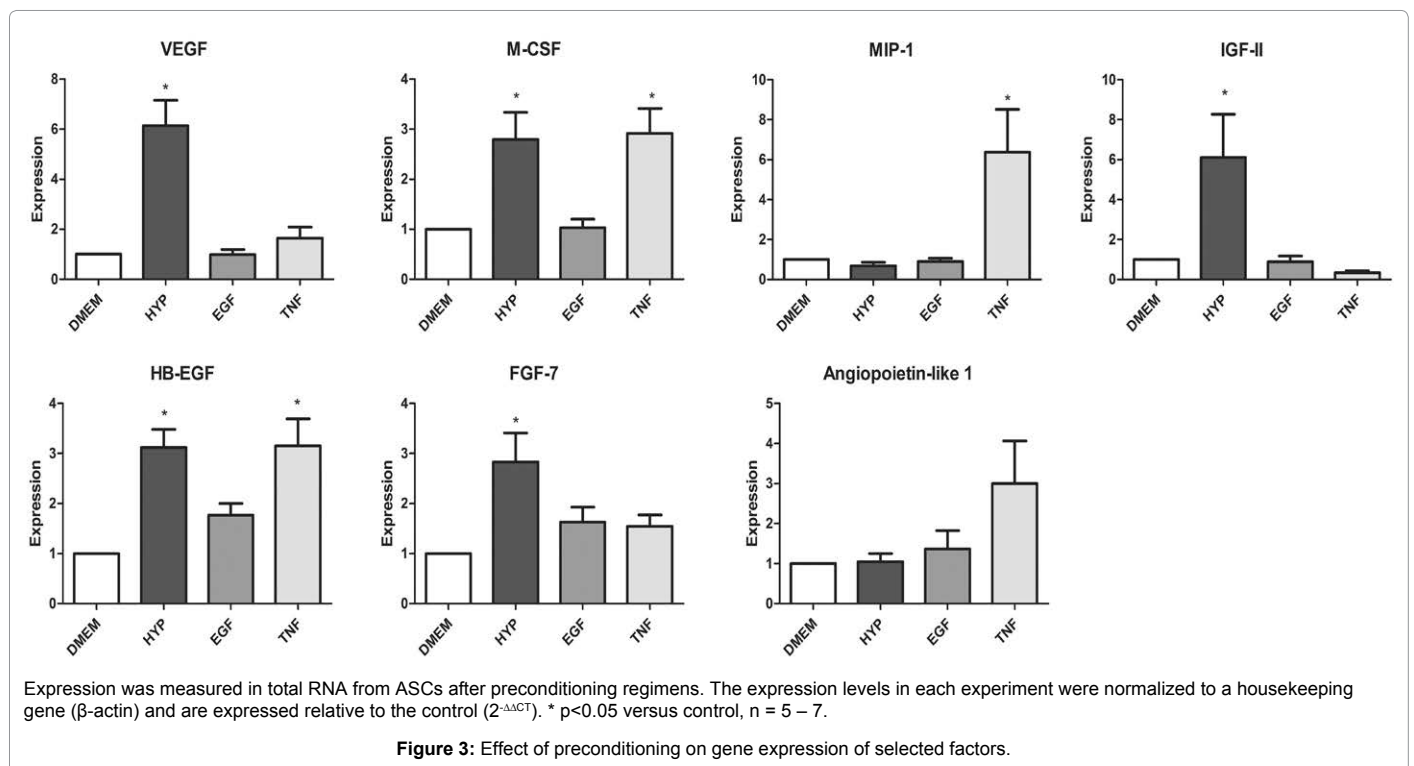 VEGF
Expression
8
6
4
2
0
DMEM
HYP
EGF
TNF
*
M-CSF
Expression
4
3
2
1
0
DMEM
HYP
EGF
TNF
*
*
MIP-1
Expression
10
8
6
4
2
0
DMEM
HYP
EGF
TNF
*
IGF-II
Expression
10
8
6
4
2
0
DMEM
HYP
EGF
TNF
*
HB-EGF
Expression
4
3
2
1
0
DMEM
HYP
EGF
TNF
*
*
FGF-7
Expression
4
3
2
1
0
DMEM
HYP
EGF
TNF
*
Angiopoietin-like 1
Expression
5
4
3
2
1
0
DMEM
HYP
EGF
TNF
Expression was measured in total RNA from ASCs after preconditioning regimens. The expression levels in each experiment were normalized to a housekeeping
gene (β-actin) and are expressed relative to the control (2-ΔΔCT). * p<0.05 versus control, n = 5 – 7.
Figure 3: Effect of preconditioning on gene expression of selected factors.